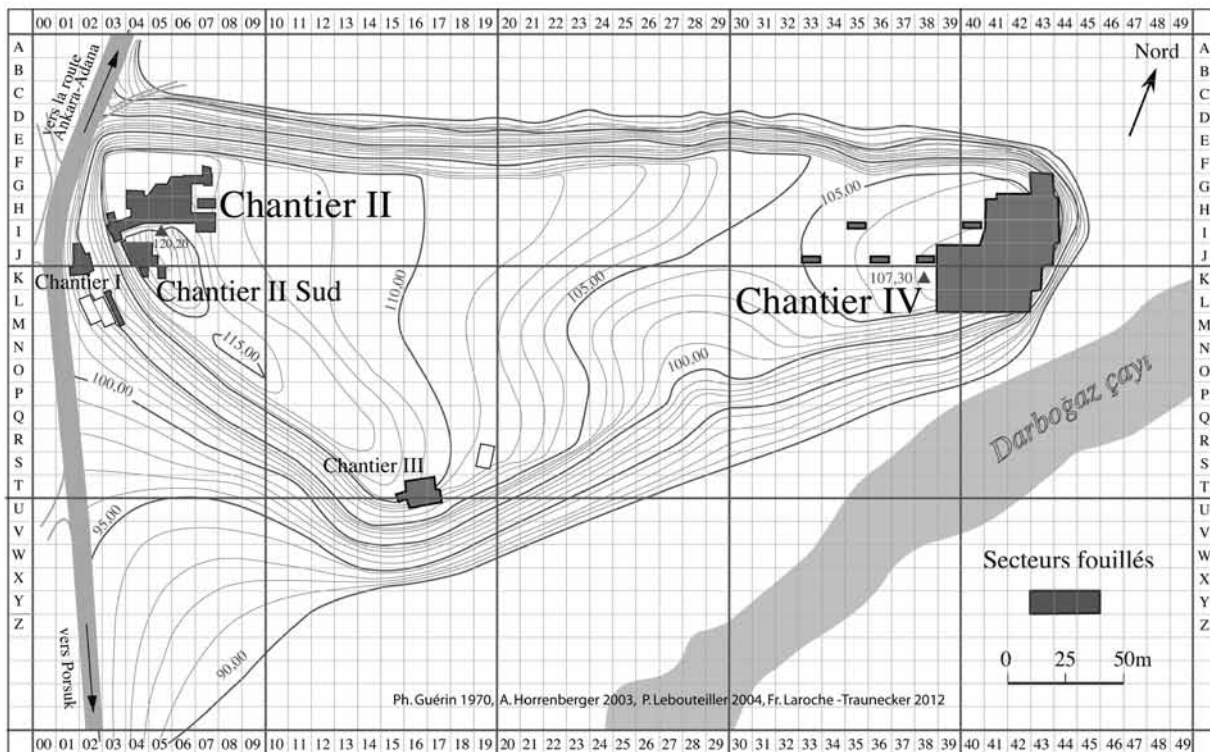 00 01 02 03 04 05 06 07 08 09 10 11 12 13 14 15 16 17 18 19 20 21 22 23 24 25 26 27 28 29 30 31 32 33 34 35 36 37 38 39 40 41 42 43 44 45 46 47 48 49
A A
B B
C C
D D
E E
F F
G G
H H
I I
J J
K K
L L
M M
N N
O O
P P
Q Q
R R
S S
T T
U U
V V
W W
X X
Y Y
Z Z
vers la route
Ankara-Adana
Nord
Chantier II
120,20
Chantier I
Chantier II Sud
105.00
110,00
105.00
107,30
Chantier IV
115,00
100,00
100.00
Darboğaz çayı
Chantier III
95,00
Secteurs fouillés
vers Porsuk
90,00
0 25 50m
Ph. Guérin 1970, A. Horrenberger 2003, P. Lebouteiller 2004, Fr. Laroche -Traunecker 2012
00 01 02 03 04 05 06 07 08 09 10 11 12 13 14 15 16 17 18 19 20 21 22 23 24 25 26 27 28 29 30 31 32 33 34 35 36 37 38 39 40 41 42 43 44 45 46 47 48 49